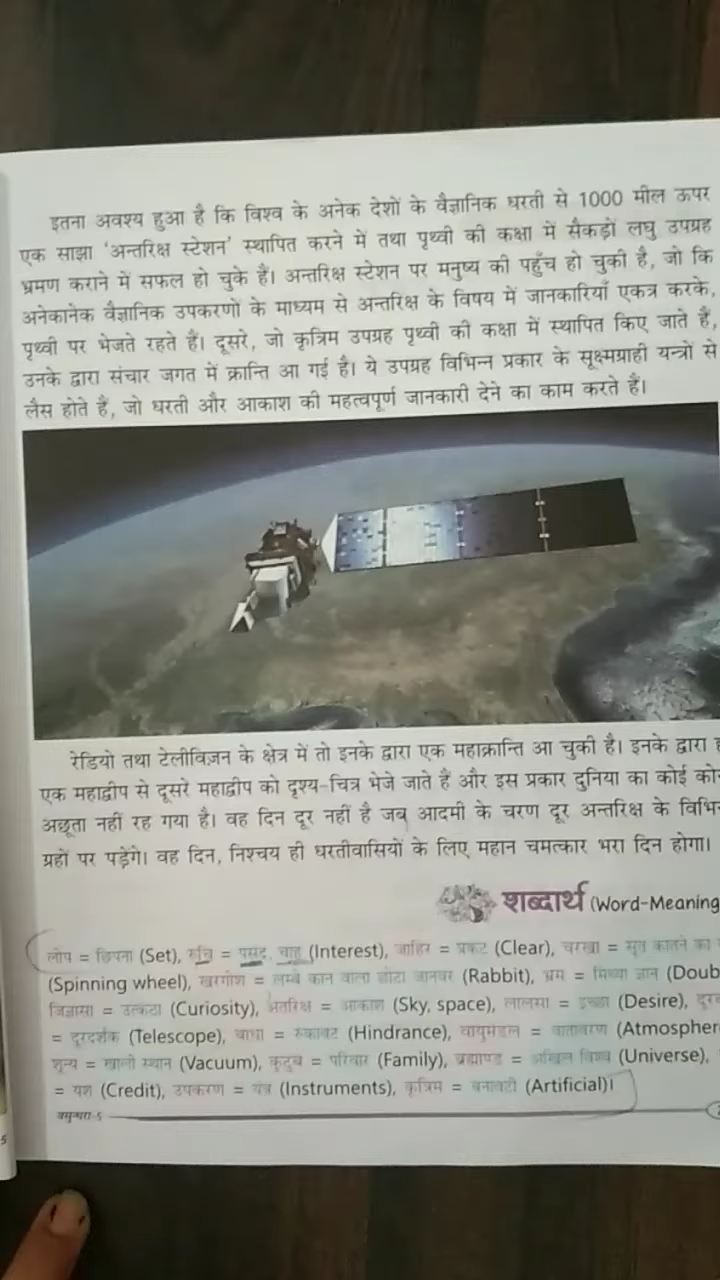 इतना अवश्य हुआ है कि विश्व के अनेक देशों के वैज्ञानिक धरती से 1000 मील ऊपर
एक साझा 'अन्तरिक्ष स्टेशन' स्थापित करने में तथा पृथ्वी की कक्षा में सैकड़ों लघु उपग्रह
भ्रमण कराने में सफल हो चुके हैं। अन्तरिक्ष स्टेशन पर मनुष्य की पहुँच हो चुकी है, जो कि
अनेकानेक वैज्ञानिक उपकरणों के माध्यम से अन्तरिक्ष के विषय में जानकारियाँ एकत्र करके,
पृथ्वी पर भेजते रहते हैं। दूसरे, जो कृत्रिम उपग्रह पृथ्वी की कक्षा में स्थापित किए जाते हैं,
उनके द्वारा संचार जगत में क्रान्ति आ गई है। ये उपग्रह विभिन्न प्रकार के सूक्ष्मग्राही यन्त्रों से
लैस होते हैं, जो धरती और आकाश की महत्वपूर्ण जानकारी देने का काम करते हैं।
रेडियो तथा टेलीविज़न के क्षेत्र में तो इनके द्वारा एक महाक्रान्ति आ चुकी है। इनके द्वारा
एक महाद्वीप से दूसरे महाद्वीप को दृश्य-चित्र भेजे जाते हैं और इस प्रकार दुनिया का कोई
अछूता नहीं रह गया है। वह दिन दूर नहीं है जब आदमी के चरण दूर अन्तरिक्ष के
ग्रहों पर पड़ेंगे। वह दिन, निश्चय ही धरतीवासियों के लिए महान चमत्कार भरा दिन होगा।
शब्दार्थ (Word-Meaning
लोप = छिपना (Set), रुचि = पसंद, चाह (Interest), जाहिर = प्रकट (Clear), चरखा = सूत कातने का
(Spinning wheel), खरगोश = लम्बे कान वाला छोटा जानवर (Rabbit), भ्रम = मिथ्या ज्ञान (Doub
जिज्ञासा = उत्कंठा (Curiosity), अंतरिक्ष = आकाश (Sky, space), लालसा = इच्छा (Desire),
= दूरदर्शक (Telescope), बाधा = रुकावट (Hindrance), वायुमंडल = वातावरण (Atmospher
शून्य = खाली स्थान (Vacuum), कुटुंब = परिवार (Family), ब्रह्माण्ड = अखिल विश्व (Universe),
= यश (Credit), उपकरण = यंत्र (Instruments), कृत्रिम = बनावटी (Artificial)।
वसुन्धरा-5
5